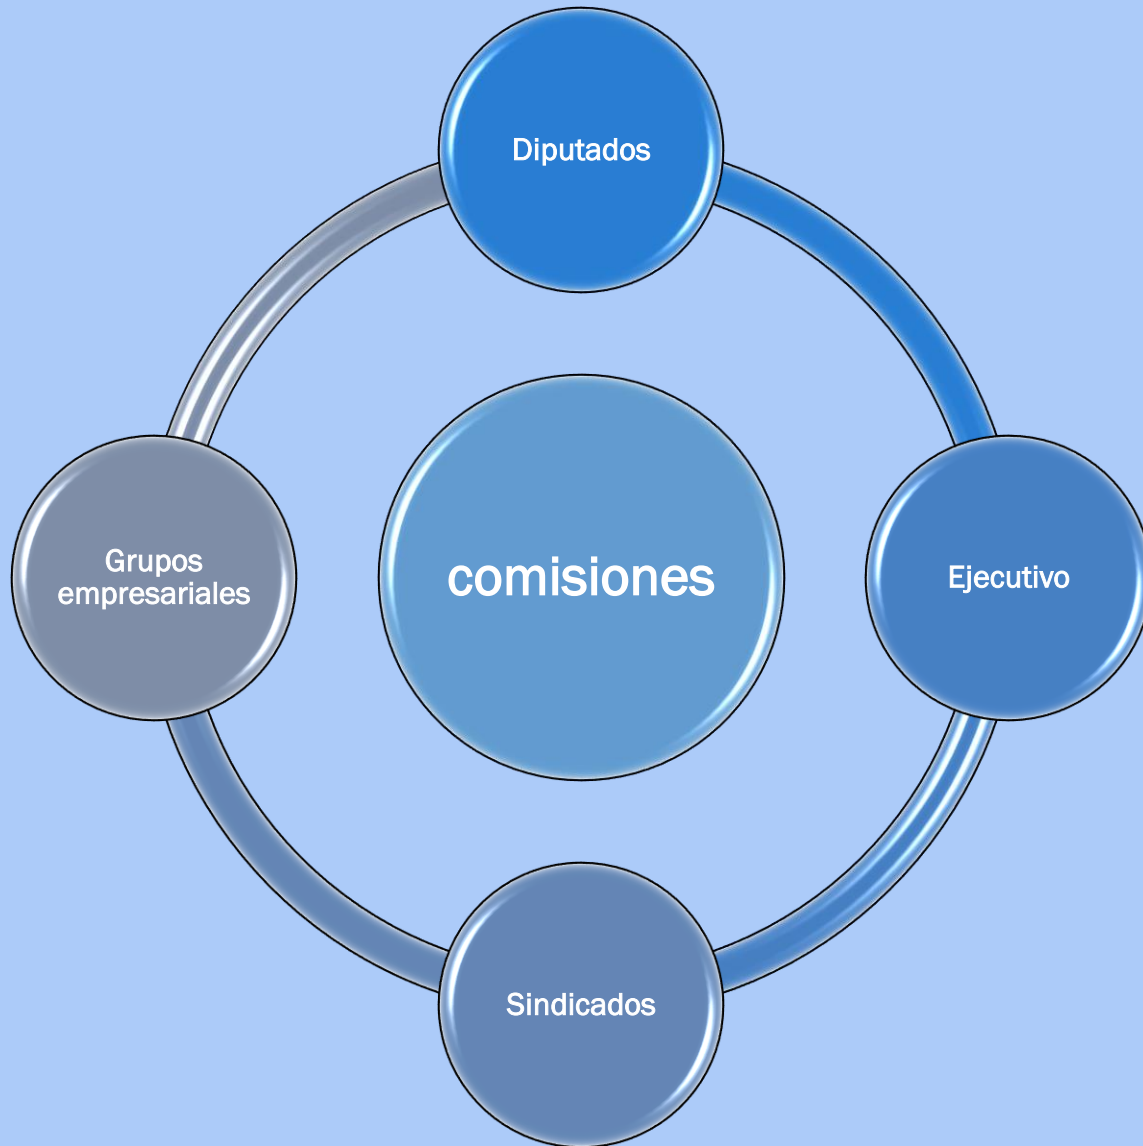 Diputados
Grupos
empresariales
comisiones
Ejecutivo
Sindicados